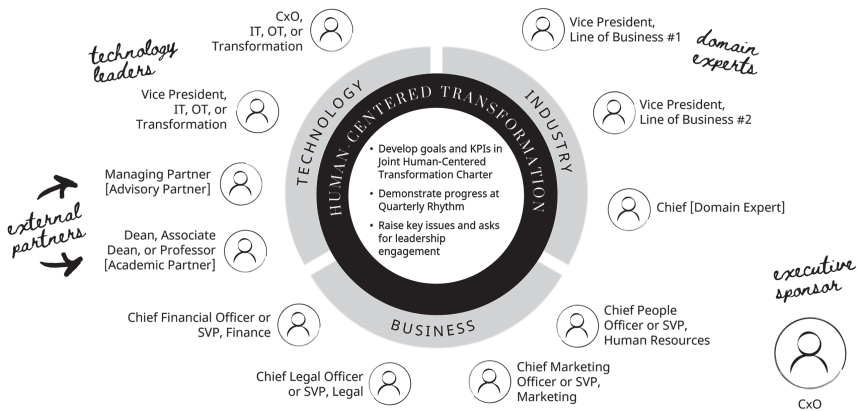 CxO,
IT, OT, or
Transformation
technology
leaders
Vice President,
IT, OT, or
Transformation
Managing Partner
[Advisory Partner]
external
partners
Dean, Associate
Dean, or Professor
[Academic Partner]
Chief Financial Officer or
SVP, Finance
Chief Legal Officer
or SVP, Legal
TECHNOLOGY
INDUSTRY
BUSINESS
HUMAN-CENTERED TRANSFORMATION
• Develop goals and KPIs in
Joint Human-Centered
Transformation Charter
• Demonstrate progress at
Quarterly Rhythm
• Raise key issues and asks
for leadership
engagement
Vice President,
Line of Business #1
domain
experts
Vice President,
Line of Business #2
Chief [Domain Expert]
Chief People
Officer or SVP,
Human Resources
Chief Marketing
Officer or SVP,
Marketing
executive
sponsor
CxO